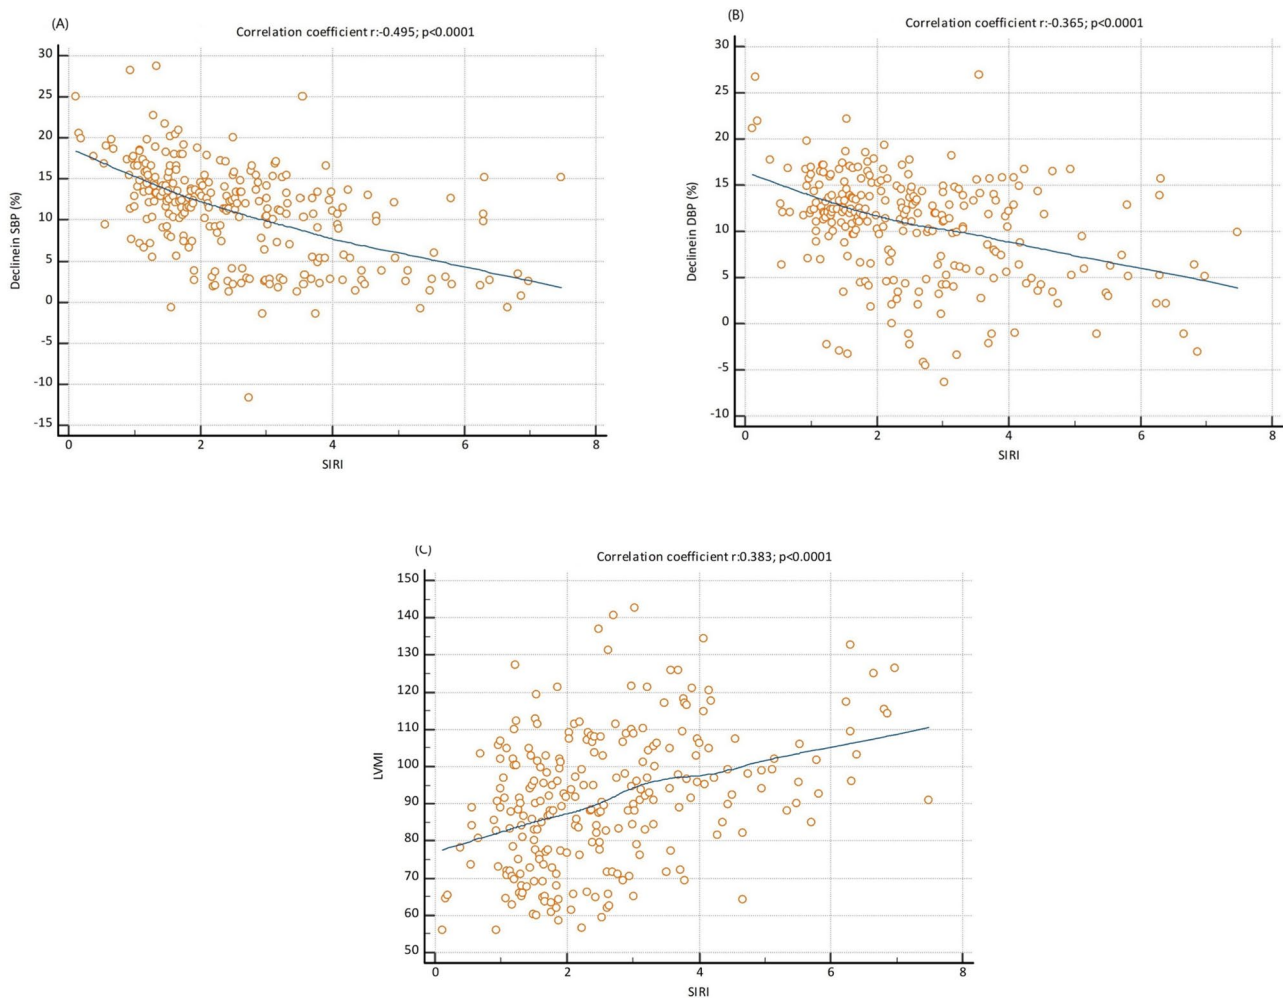 (A)
Correlation coefficient r:-0.495; p<0.0001
30
25
20
15
10
5
0
-5
-10
-15
Declinein SBP (%)
0 2 4 6 8
SIRI
(B)
Correlation coefficient r:-0.365; p<0.0001
30
25
20
15
10
5
0
-5
-10
Declinein DBP (%)
0 2 4 6 8
SIRI
(C)
Correlation coefficient r:0.383; p<0.0001
150
140
130
120
110
100
90
80
70
60
50
LVMI
0 2 4 6 8
SIRI